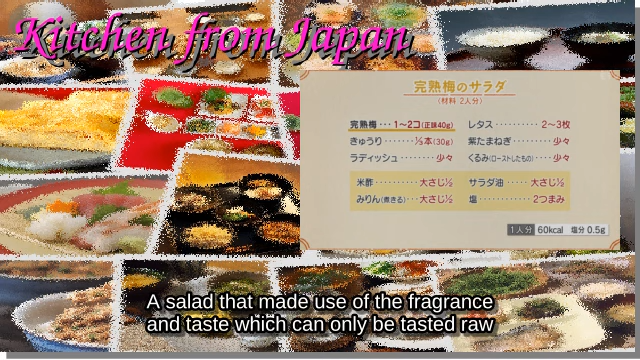 Kitchen from Japan
完熟梅のサラダ
(材料 2人分)
完熟梅・・・1〜2コ(正味40g)
レタス・・・・・・・・・・2〜3枚
きゅうり・・・・・・・⅓本(30g)
紫たまねぎ・・・・・・・少々
ラディッシュ・・・・・・少々
くるみ(ローストしたもの)・・・少々
米酢・・・・・・・・・大さじ½
サラダ油・・・・・大さじ½
みりん(煮きる)・・・大さじ½
塩・・・・・・・・・・・2つまみ
1人分 60kcal 塩分 0.5g
A salad that made use of the fragrance
and taste which can only be tasted raw